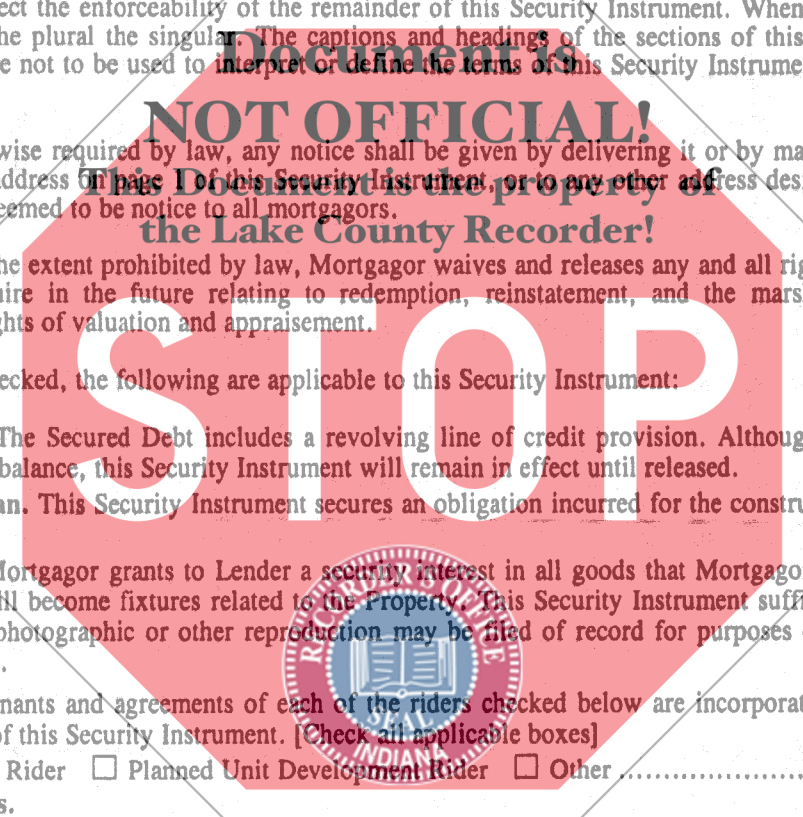 ect the enforceability of the remainder of this Security Instrument. When
he plural the singular. The captions and headings of the sections of this
Document is
e not to be used to interpret or define the terms of this Security Instrume
NOT OFFICIAL!
wise required by law, any notice shall be given by delivering it or by ma
This Document is the property of
address on page 1 of this Security Instrument, or to any other address des
eemed to be notice to all mortgagors.
the Lake County Recorder!
he extent prohibited by law, Mortgagor waives and releases any and all rig
uire in the future relating to redemption, reinstatement, and the mars
ghts of valuation and appraisement.
STOP
ecked, the following are applicable to this Security Instrument:
The Secured Debt includes a revolving line of credit provision. Althoug
balance, this Security Instrument will remain in effect until released.
an. This Security Instrument secures an obligation incurred for the constru
Mortgagor grants to Lender a security interest in all goods that Mortgago
ill become fixtures related to the Property. This Security Instrument suffi
photographic or other reproduction may be filed of record for purposes
.
RECORDER'S OFFICE
SEAL
INDIANA
nants and agreements of each of the riders checked below are incorporat
of this Security Instrument. [Check all applicable boxes]
Rider ☐ Planned Unit Development Rider ☐ Other ......................
s.